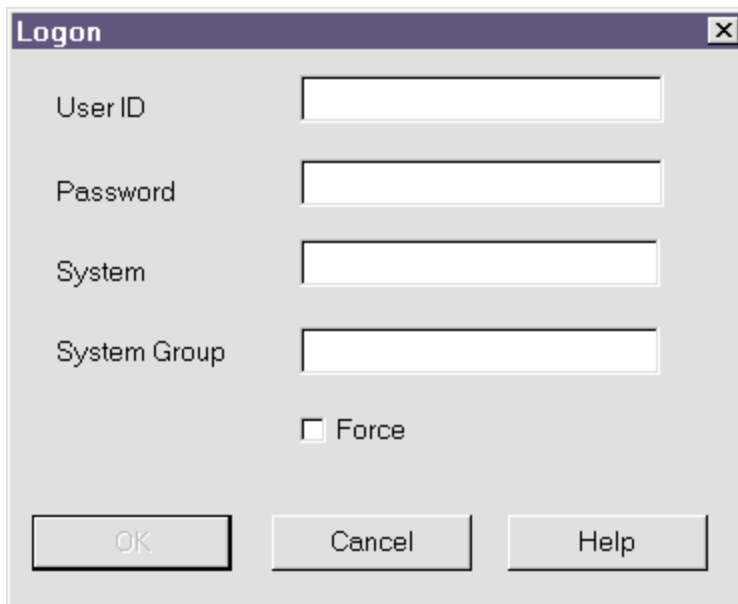 Logon
User ID
Password
System
System Group
Force
OK
Cancel
Help